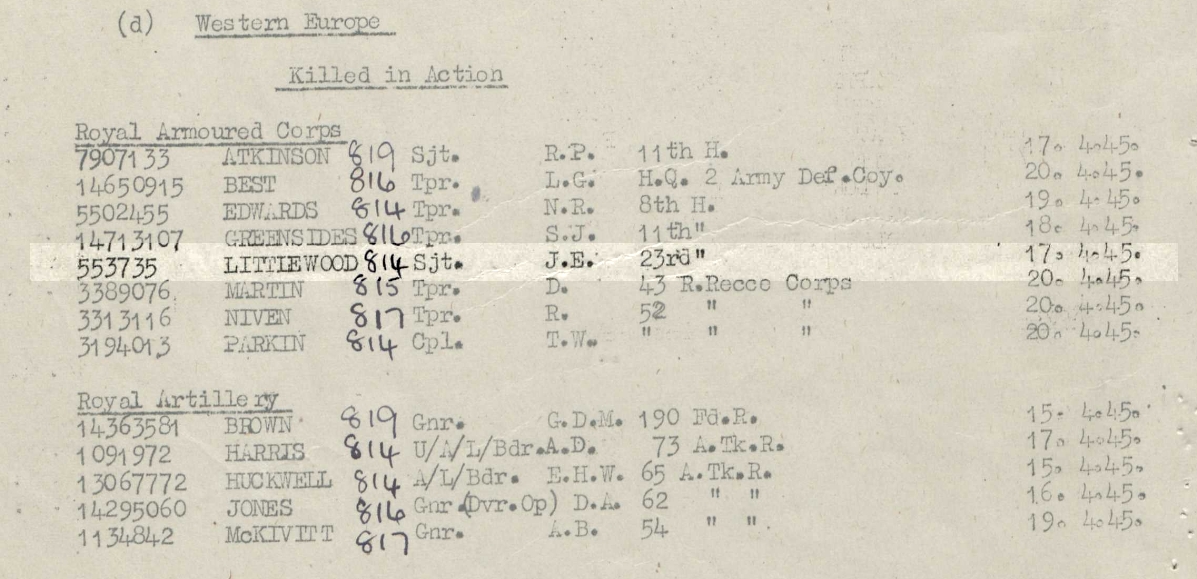 (d) Western Europe
Killed in Action
Royal Armoured Corps
7907133 ATKINSON 819 Sjt. R.P. 11th H. 17. 4.45.
14650915 BEST 816 Tpr. L.G. H.Q. 2 Army Def.Coy. 20. 4.45.
5502455 EDWARDS 814 Tpr. N.R. 8th H. 19. 4.45.
14713107 GREENSIDES 816 Tpr. S.J. 11th " 18. 4.45.
553735 LITTIEWOOD 814 Sjt. J.E. 23rd " 17. 4.45.
3389076 MARTIN 815 Tpr. D. 43 R.Recce Corps 20. 4.45.
3313116 NIVEN 817 Tpr. R. 52 " " 20. 4.45.
3194013 PARKIN 814 Cpl. T.W. " " " 20. 4.45.
Royal Artillery
14363581 BROWN 819 Gnr. G.D.M. 190 Fd.R. 15. 4.45.
1091972 HARRIS 814 U/A/L/Bdr. A.D. 73 A.Tk.R. 17. 4.45.
13067772 HUCKWELL 814 A/L/Bdr. E.H.W. 65 A.Tk.R. 15. 4.45.
14295060 JONES 816 Gnr.(Dvr.Op) D.A. 62 " " 16. 4.45.
1134842 McKIVITT 817 Gnr. A.B. 54 " " 19. 4.45.